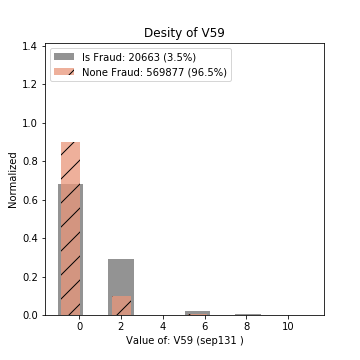 Desity of V59
Is Fraud: 20663 (3.5%)
None Fraud: 569877 (96.5%)
1.4
1.2
1.0
0.8
0.6
0.4
0.2
0.0
Normalized
0 2 4 6 8 10
Value of: V59 (sep131 )